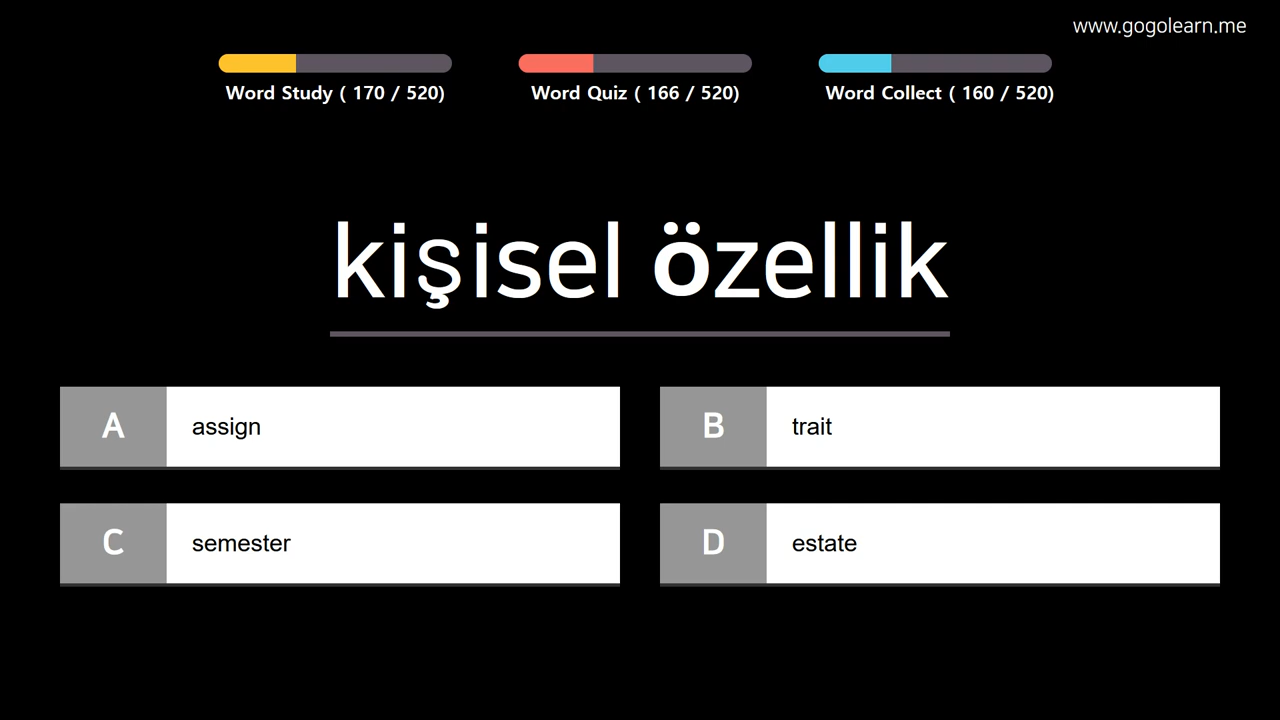 www.gogolearn.me
Word Study ( 170 / 520)
Word Quiz ( 166 / 520)
Word Collect ( 160 / 520)
kişisel özellik
A
assign
B
trait
C
semester
D
estate